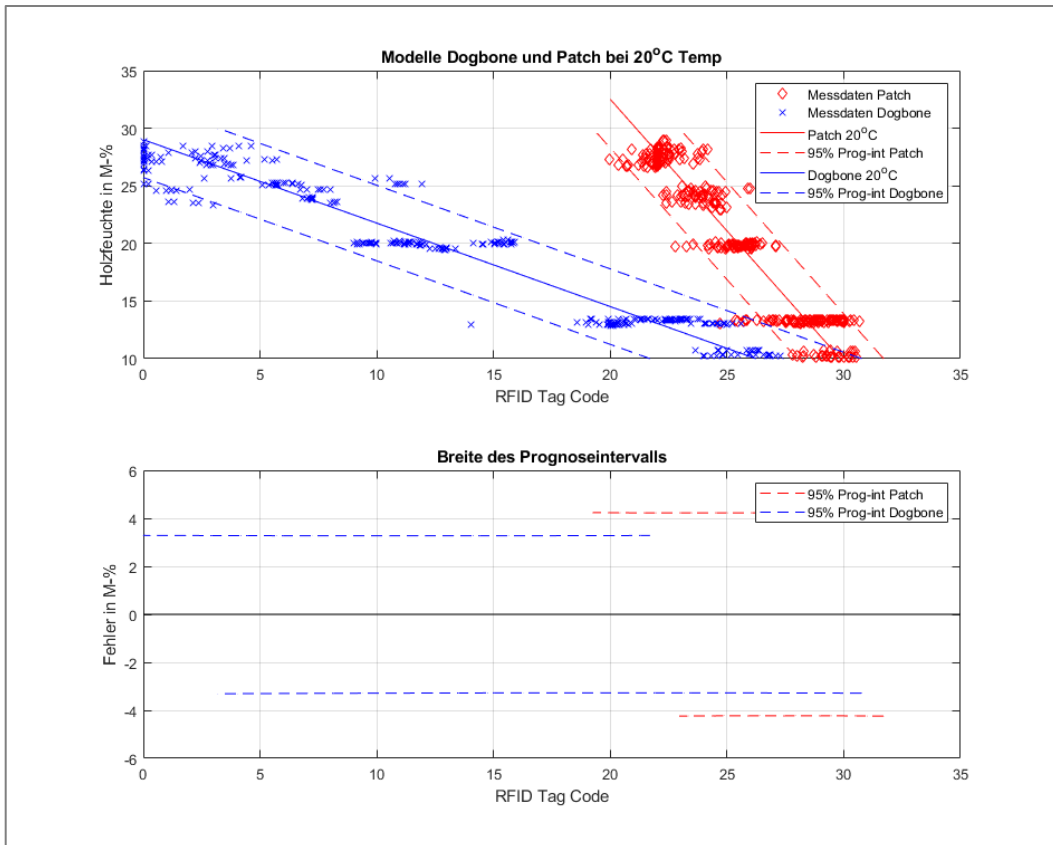 Modelle Dogbone und Patch bei 20°C Temp
35
30
25
20
15
10
Holzfeuchte in M-%
Messdaten Patch
Messdaten Dogbone
Patch 20°C
95% Prog-int Patch
Dogbone 20°C
95% Prog-int Dogbone
0 5 10 15 20 25 30 35
RFID Tag Code
Breite des Prognoseintervalls
6
4
2
0
-2
-4
-6
Fehler in M-%
95% Prog-int Patch
95% Prog-int Dogbone
0 5 10 15 20 25 30 35
RFID Tag Code